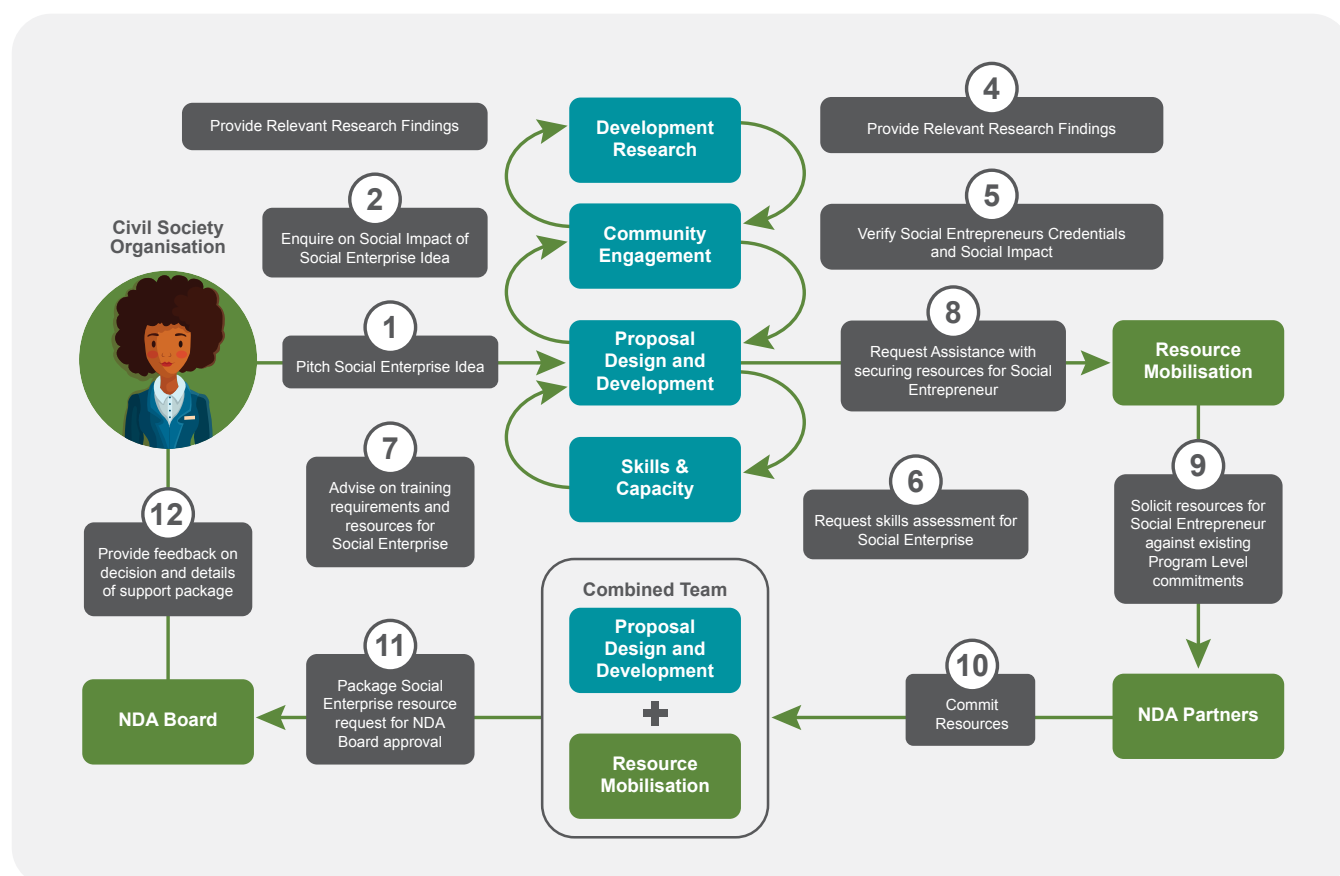 4
Provide Relevant Research Findings
Development
Research
Provide Relevant Research Findings
2
Enquire on Social Impact of
Social Enterprise Idea
Community
Engagement
5
Verify Social Entrepreneurs Credentials
and Social Impact
Civil Society
Organisation
1
Pitch Social Enterprise Idea
Proposal
Design and
Development
8
Request Assistance with
securing resources for Social
Entrepreneur
Resource
Mobilisation
7
Advise on training
requirements and
resources for
Social Enterprise
Skills &
Capacity
6
Request skills assessment for
Social Enterprise
9
Solicit resources for
Social Entrepreneur
against existing
Program Level
commitments
12
Provide feedback on
decision and details
of support package
Combined Team
Proposal
Design and
Development
+
Resource
Mobilisation
11
Package Social
Enterprise resource
request for NDA
Board approval
10
Commit
Resources
NDA Board
NDA Partners